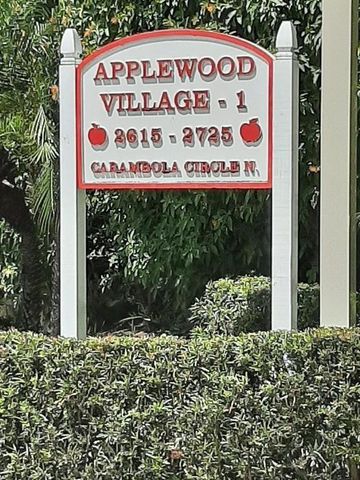 APPLEWOOD
VILLAGE - 1
2615 - 2725
CARAMBOLA CIRCLE N.